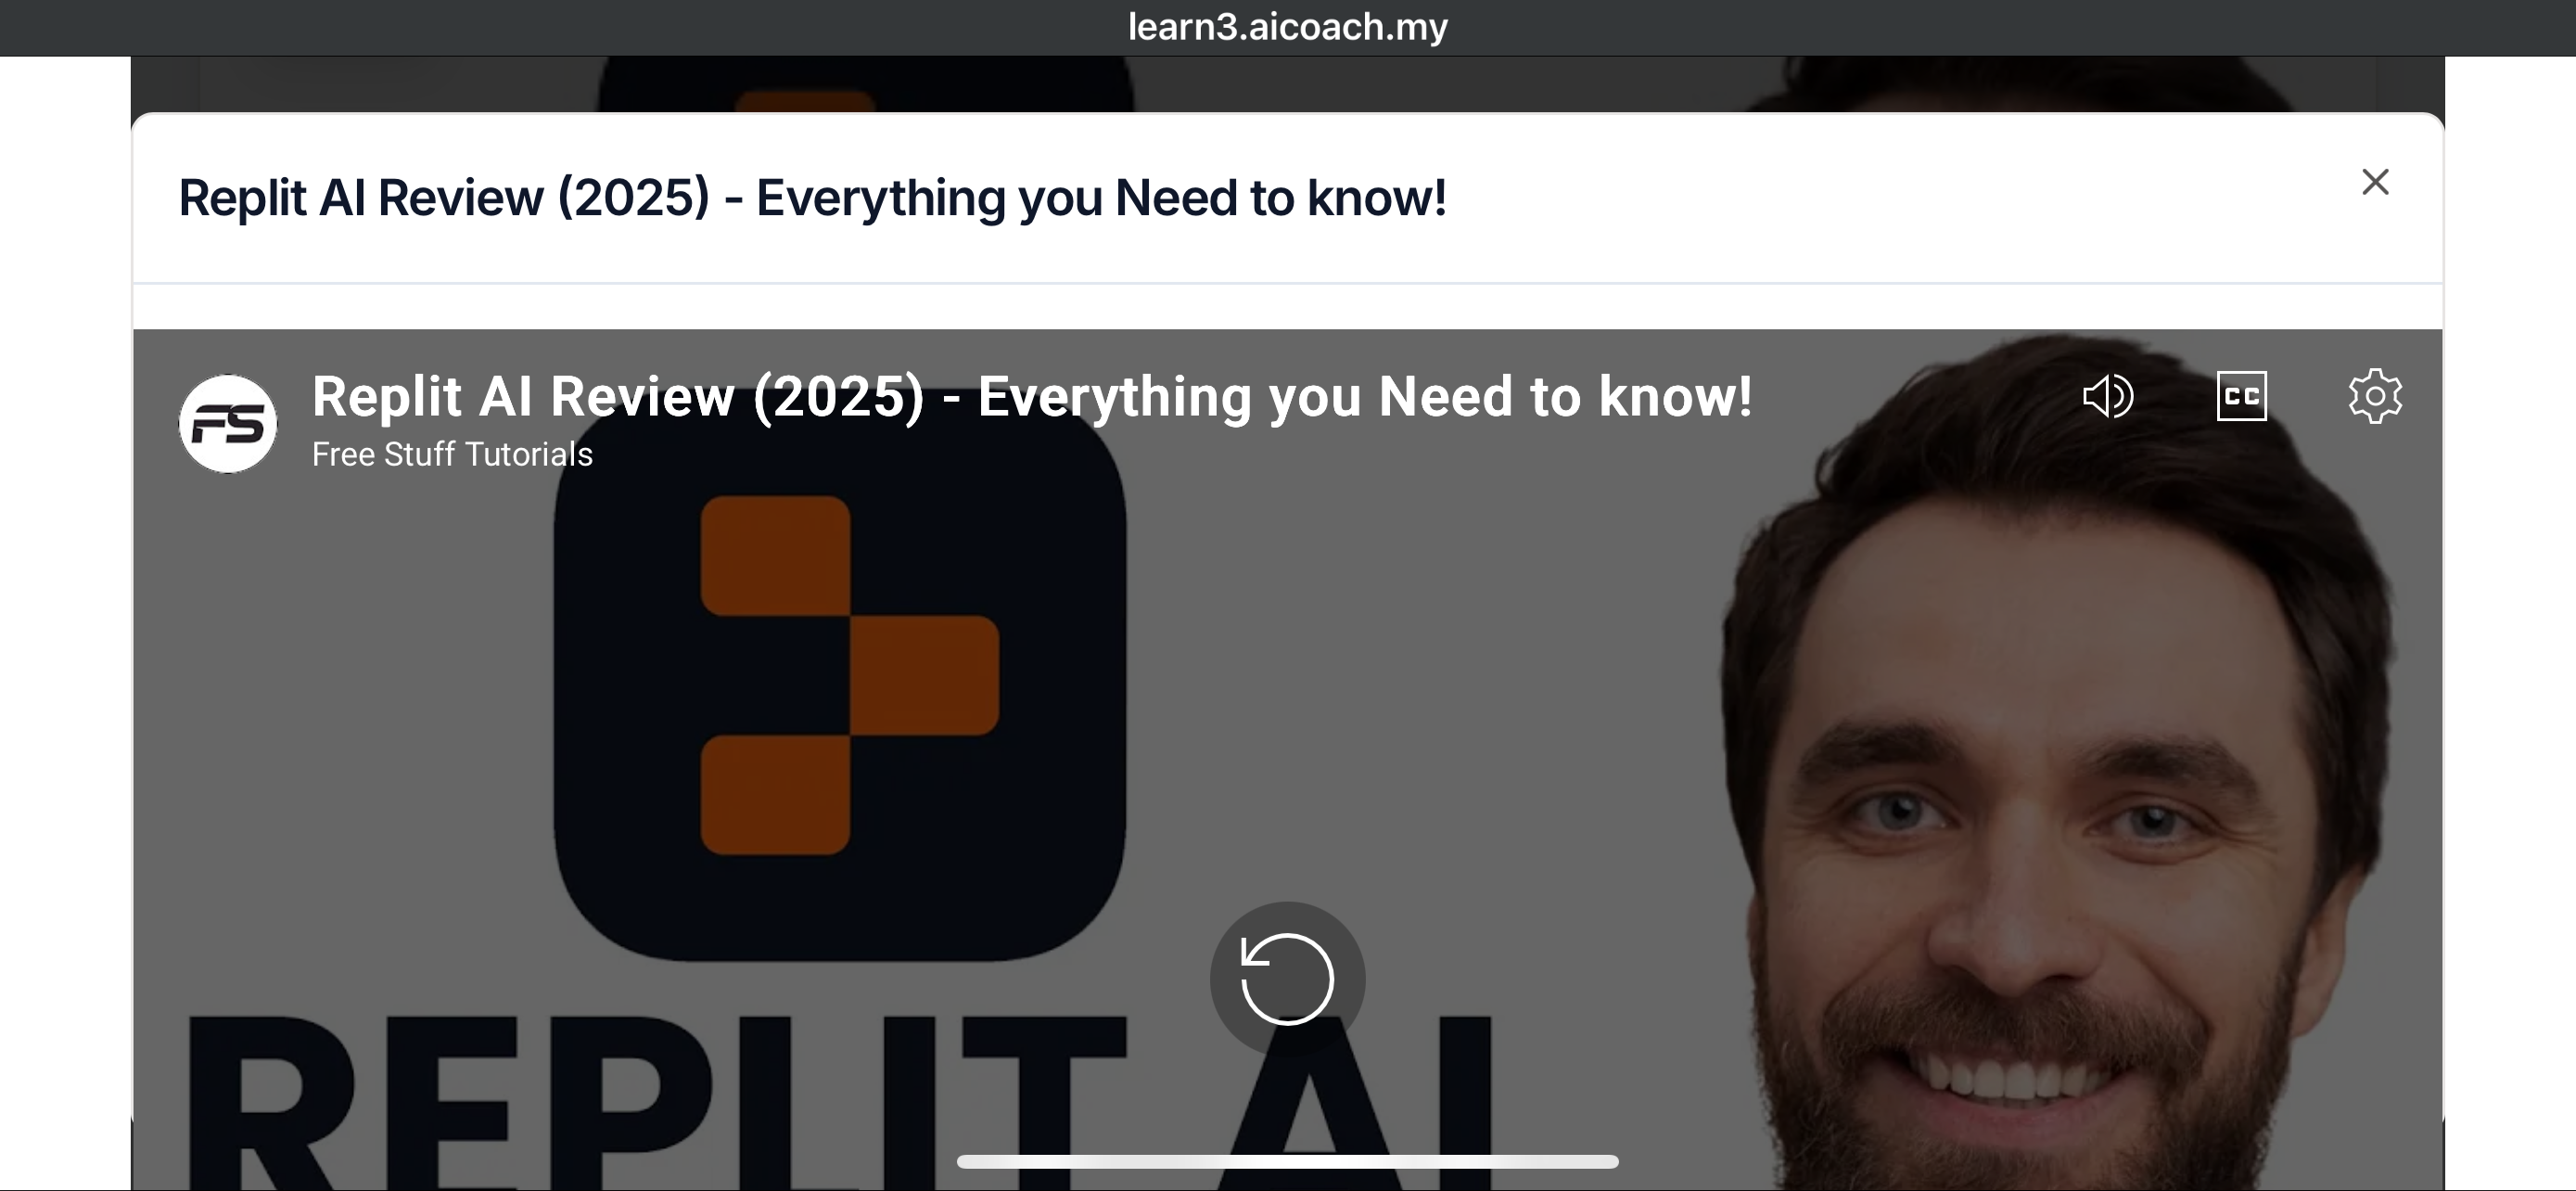 learn3.aicoach.my
Replit AI Review (2025) - Everything you Need to know!
FS
Replit AI Review (2025) - Everything you Need to know!
Free Stuff Tutorials
CC
REPLIT AI